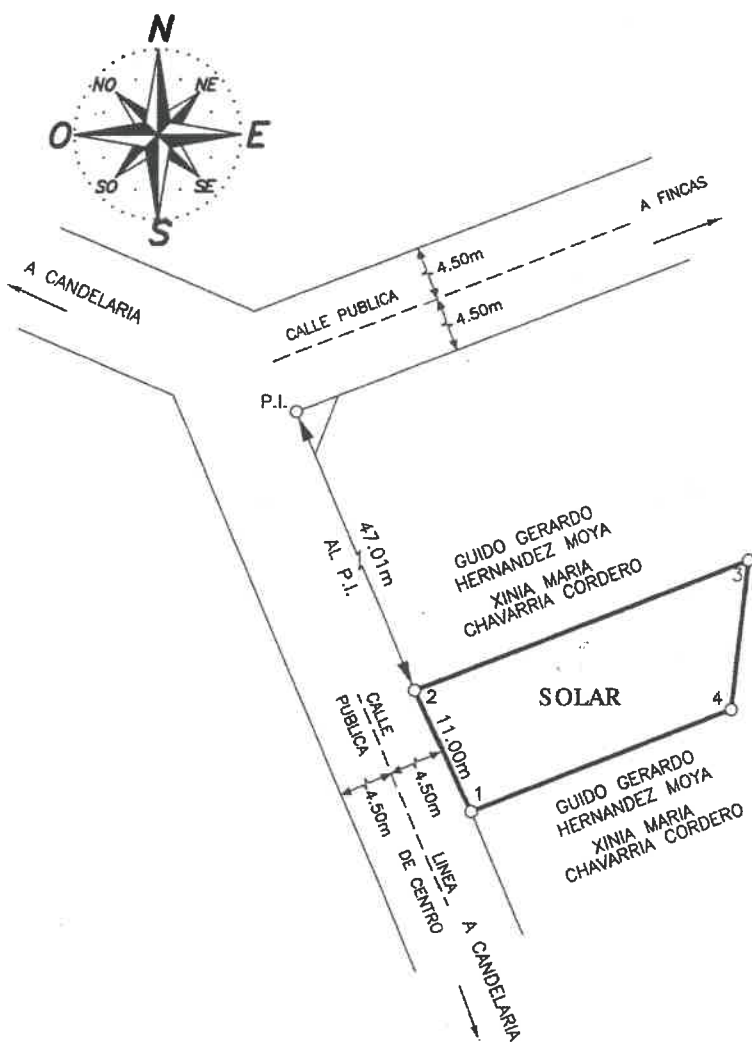 N
NO
NE
O
E
SO
SE
S
A FINCAS
A CANDELARIA
4.50m
CALLE PUBLICA
4.50m
P.I.
47.01m
AL P.I.
GUIDO GERARDO
HERNANDEZ MOYA
XINIA MARIA
CHAVARRIA CORDERO
3
2
SOLAR
4
CALLE
PUBLICA
11.00m
4.50m
4.50m
1
GUIDO GERARDO
HERNANDEZ MOYA
XINIA MARIA
CHAVARRIA CORDERO
LINEA
DE CENTRO
A CANDELARIA